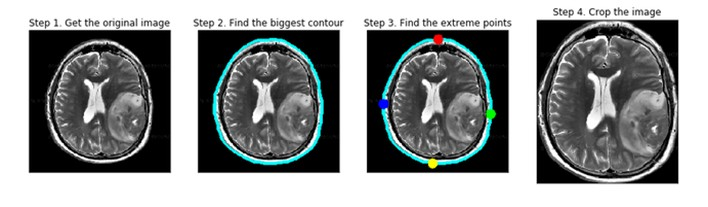 Step 1. Get the original image
Step 2. Find the biggest contour
Step 3. Find the extreme points
Step 4. Crop the image